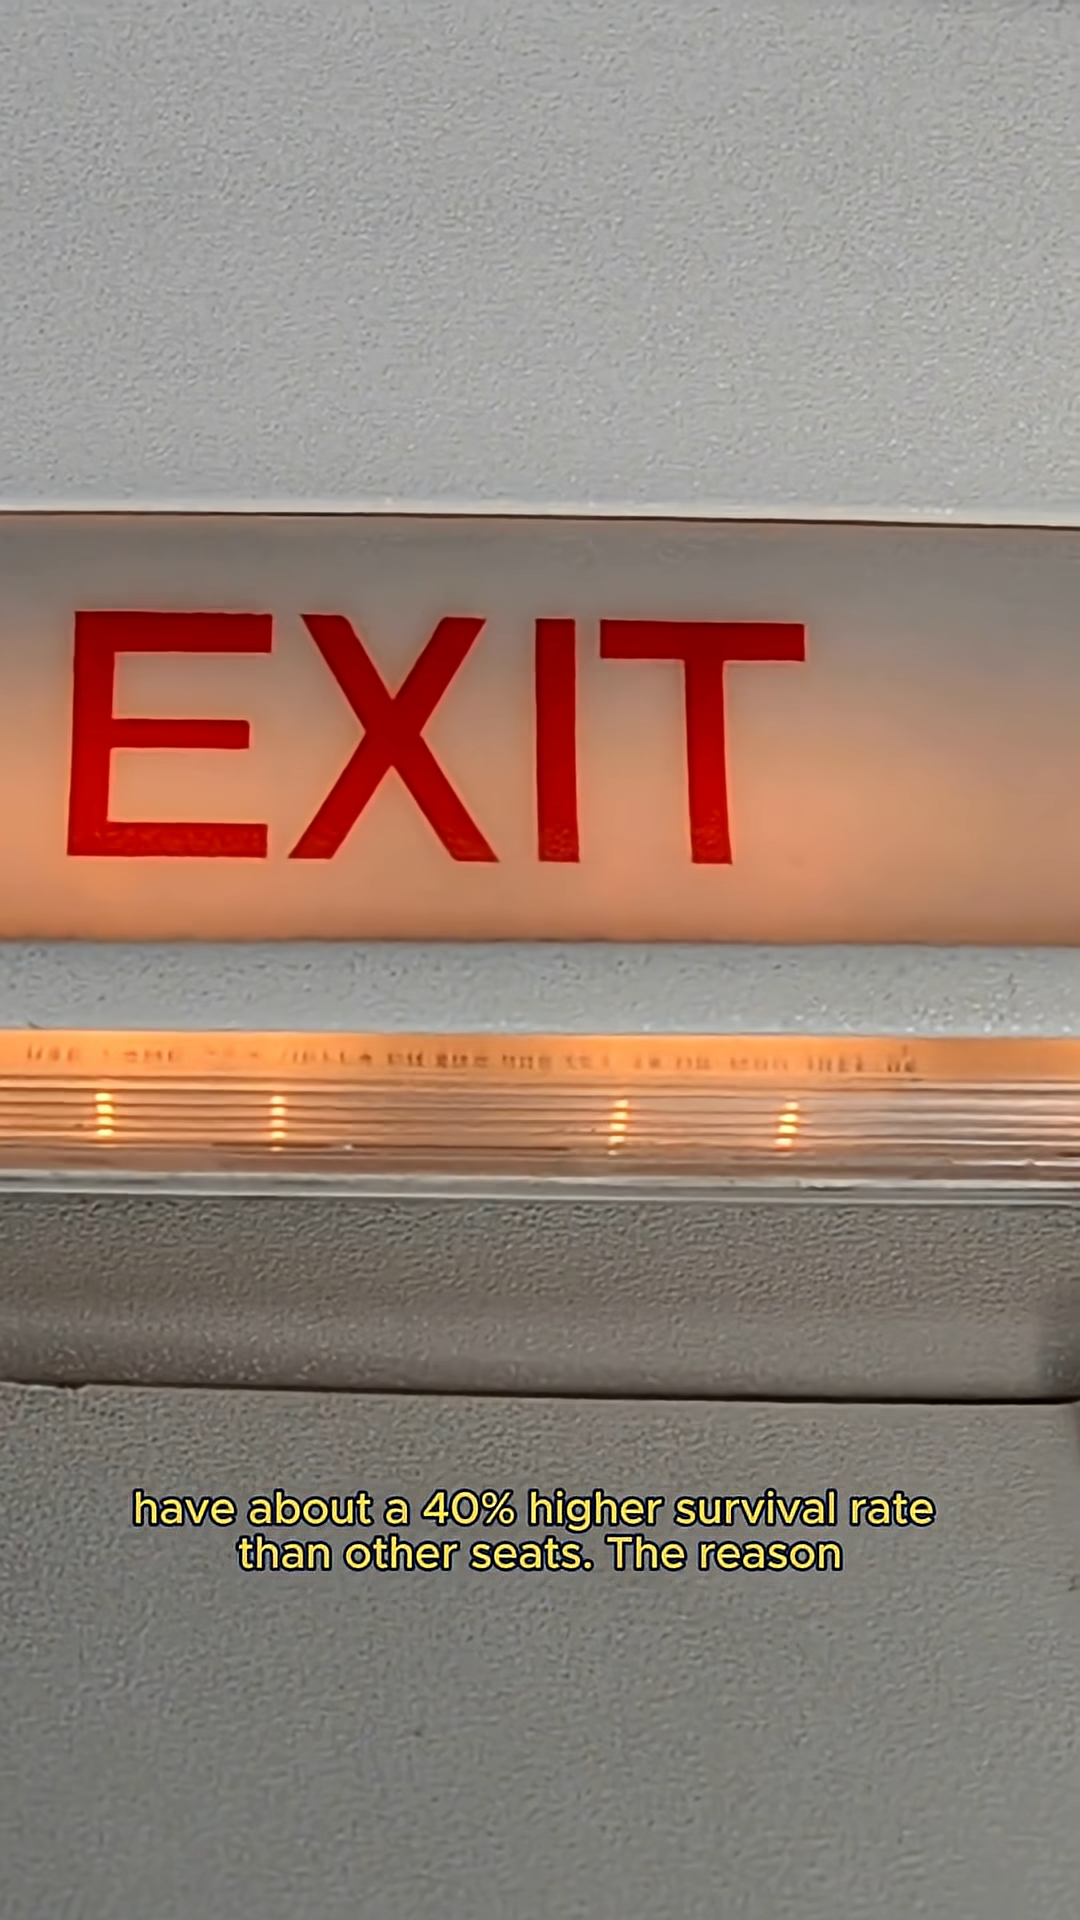 EXIT
have about a 40% higher survival rate
than other seats. The reason